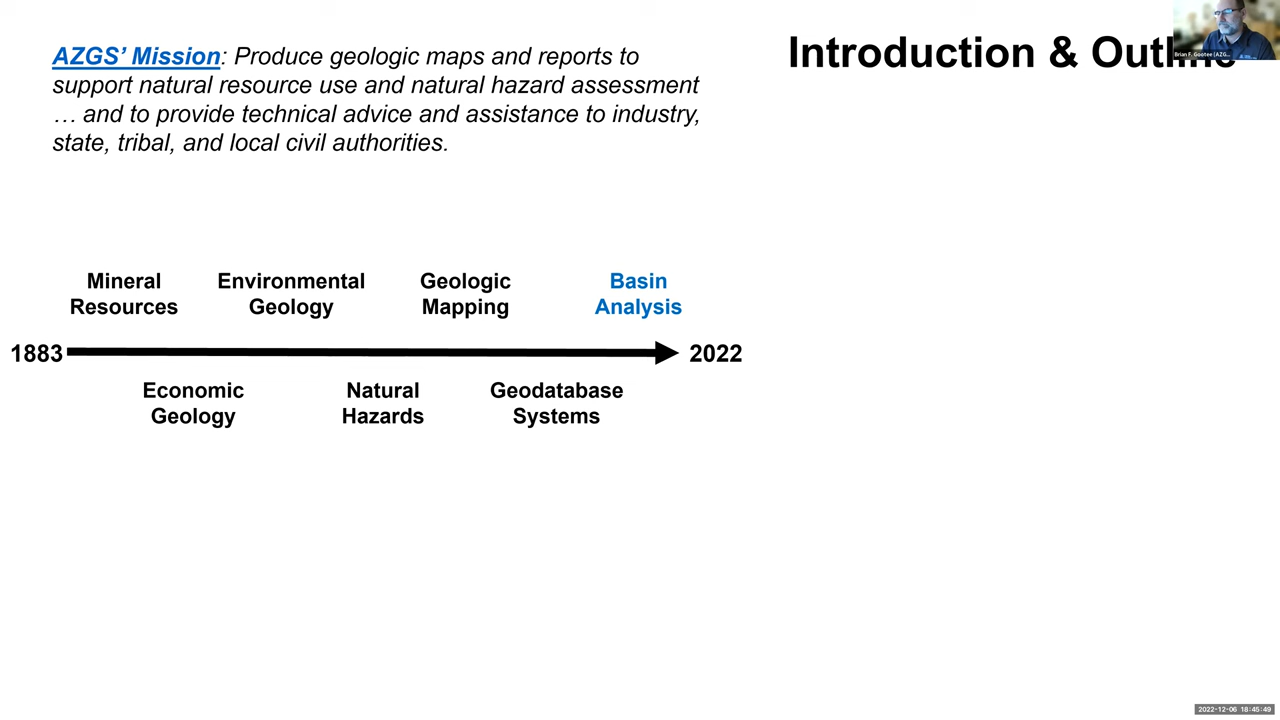 AZGS’ Mission: Produce geologic maps and reports to
support natural resource use and natural hazard assessment
… and to provide technical advice and assistance to industry,
state, tribal, and local civil authorities.
Introduction & Outline
Brian F. Gootee (AZG...
Mineral
Resources
Environmental
Geology
Geologic
Mapping
Basin
Analysis
1883
2022
Economic
Geology
Natural
Hazards
Geodatabase
Systems
2022-12-06 18:45:49